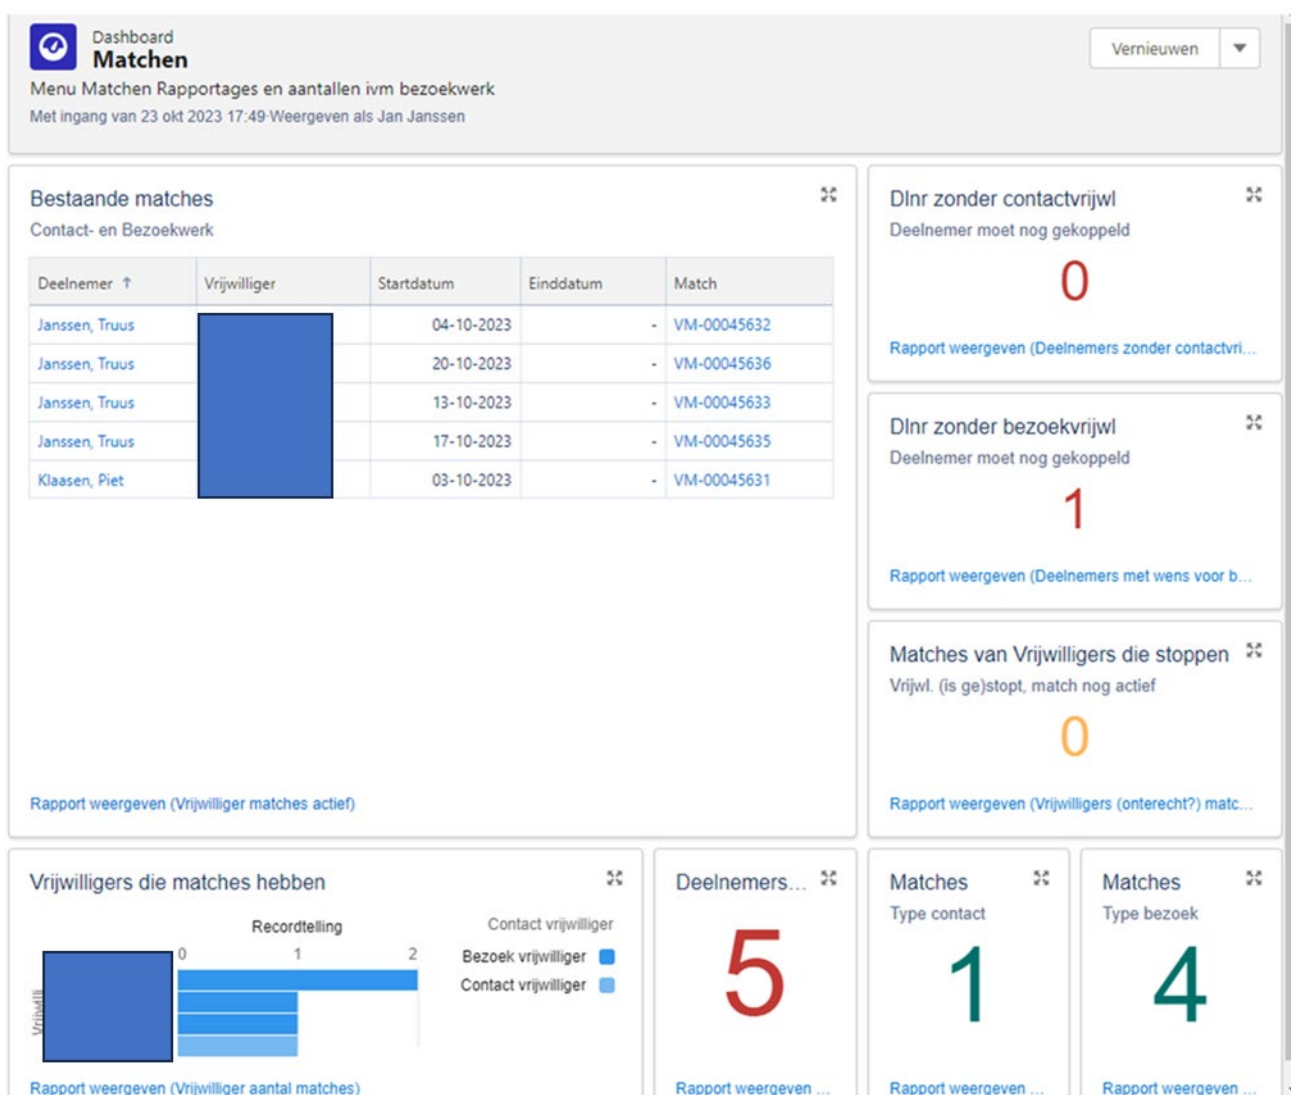 Dashboard
Matchen
Vernieuwen
Menu Matchen Rapportages en aantallen ivm bezoekwerk
Met ingang van 23 okt 2023 17:49·Weergeven als Jan Janssen
Bestaande matches
Contact- en Bezoekwerk
Deelnemer ↑ Vrijwilliger Startdatum Einddatum Match
Janssen, Truus 04-10-2023 - VM-00045632
Janssen, Truus 20-10-2023 - VM-00045636
Janssen, Truus 13-10-2023 - VM-00045633
Janssen, Truus 17-10-2023 - VM-00045635
Klaasen, Piet 03-10-2023 - VM-00045631
Rapport weergeven (Vrijwilliger matches actief)
Dlnr zonder contactvrijwl
Deelnemer moet nog gekoppeld
0
Rapport weergeven (Deelnemers zonder contactvri...
Dlnr zonder bezoekvrijwl
Deelnemer moet nog gekoppeld
1
Rapport weergeven (Deelnemers met wens voor b...
Matches van Vrijwilligers die stoppen
Vrijwl. (is ge)stopt, match nog actief
0
Rapport weergeven (Vrijwilligers (onterecht?) matc...
Vrijwilligers die matches hebben
Recordtelling
0 1 2
Contact vrijwilliger
Bezoek vrijwilliger
Contact vrijwilliger
Rapport weergeven (Vrijwilliger aantal matches)
Deelnemers...
5
Rapport weergeven ...
Matches
Type contact
1
Rapport weergeven ...
Matches
Type bezoek
4
Rapport weergeven ...